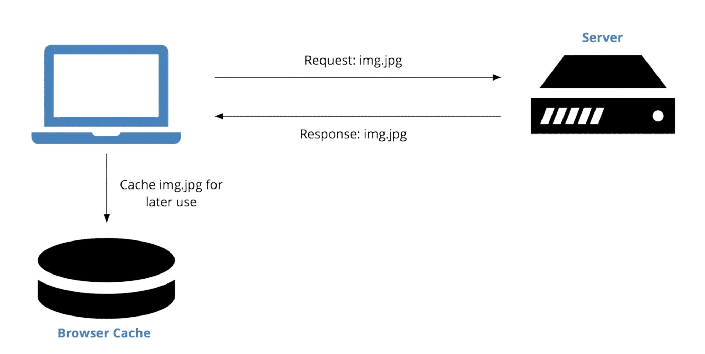 Server
Request: img.jpg
Response: img.jpg
Cache img.jpg for
later use
Browser Cache